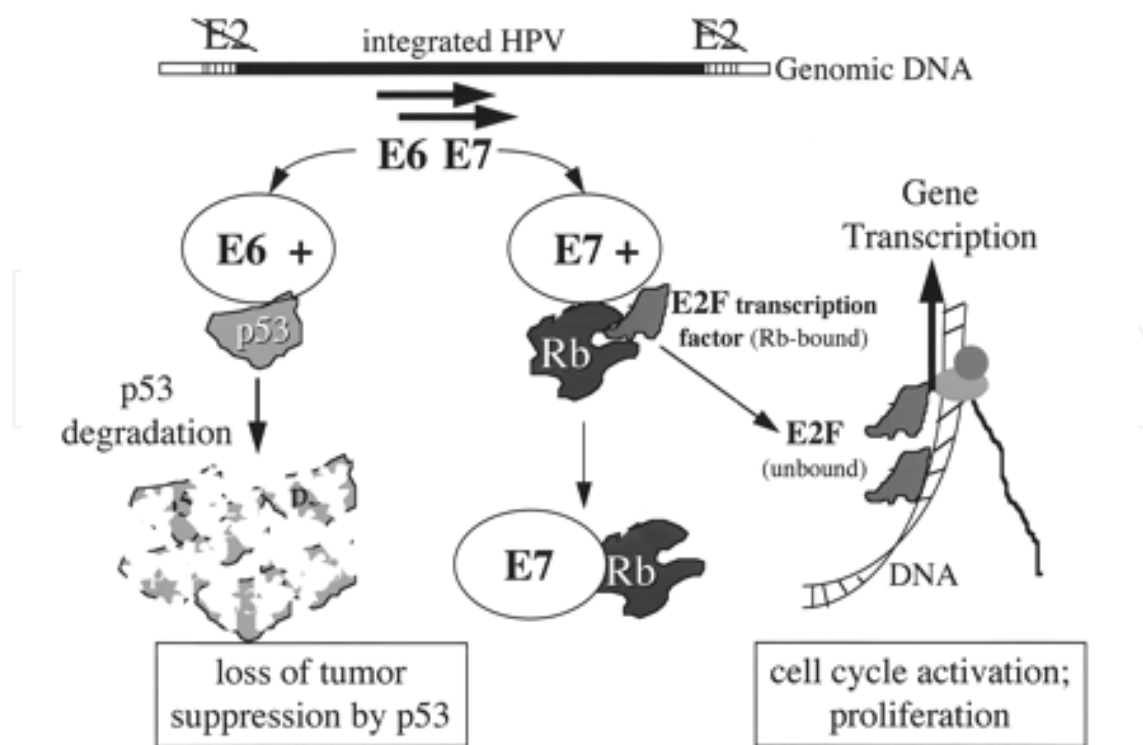 E2
integrated HPV
E2
Genomic DNA
E6 E7
Gene
Transcription
E6 +
E7 +
p53
Rb
E2F transcription
factor (Rb-bound)
p53
degradation
E2F
(unbound)
E7
Rb
DNA
loss of tumor
suppression by p53
cell cycle activation;
proliferation